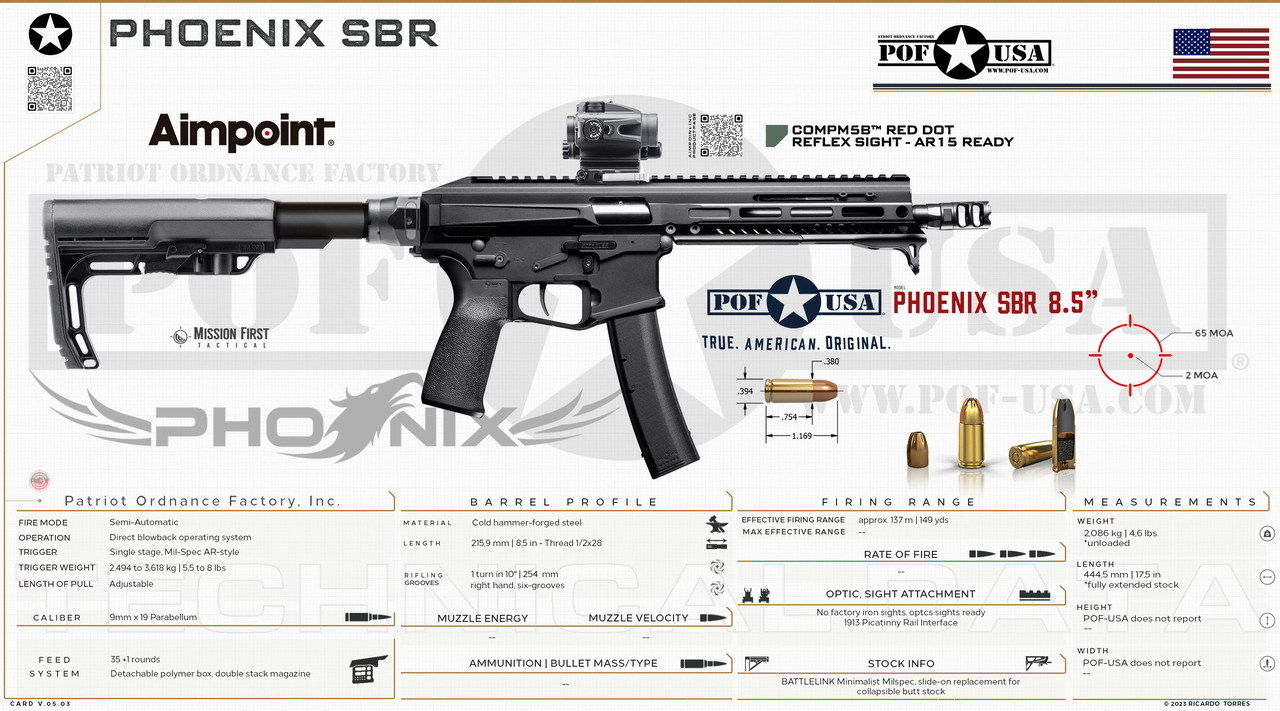 PHOENIX SBR
PATRIOT ORDNANCE FACTORY
POF USA
WWW.POF-USA.COM
Aimpoint®
COMPM5B™ RED DOT
REFLEX SIGHT - AR15 READY
PATRIOT ORDNANCE FACTORY
POF USA ®
WWW.POF-USA.COM
POF USA
MODEL
PHOENIX SBR 8.5”
TRUE. AMERICAN. ORIGINAL.
MISSION FIRST
TACTICAL
65 MOA
2 MOA
.380
.394
.754
1.169
PHOENIX
Patriot Ordnance Factory, Inc.
FIRE MODE Semi-Automatic
OPERATION Direct blowback operating system
TRIGGER Single stage, Mil-Spec AR-style
TRIGGER WEIGHT 2,494 to 3,618 kg | 5.5 to 8 lbs
LENGTH OF PULL Adjustable
CALIBER 9mm x 19 Parabellum
FEED
SYSTEM
35 +1 rounds
Detachable polymer box, double stack magazine
BARREL PROFILE
MATERIAL Cold hammer-forged steel
LENGTH 215,9 mm | 8,5 in - Thread 1/2x28
RIFLING
GROOVES
1 turn in 10" | 254 mm
right hand, six-grooves
MUZZLE ENERGY MUZZLE VELOCITY
-- --
AMMUNITION | BULLET MASS/TYPE
--
FIRING RANGE
EFFECTIVE FIRING RANGE approx. 137 m | 149 yds
MAX EFFECTIVE RANGE --
RATE OF FIRE
--
OPTIC, SIGHT ATTACHMENT
No factory iron sights, optcs sights ready
1913 Picatinny Rail Interface
STOCK INFO
BATTLELINK Minimalist Milspec, slide-on replacement for
collapsible butt stock
MEASUREMENTS
WEIGHT
2,086 kg | 4,6 lbs.
*unloaded
LENGTH
444,5 mm | 17,5 in
*fully extended stock
HEIGHT
POF-USA does not report
--
WIDTH
POF-USA does not report
--
TECHNICAL DATA
CARD V.05.03
© 2023 RICARDO TORRES